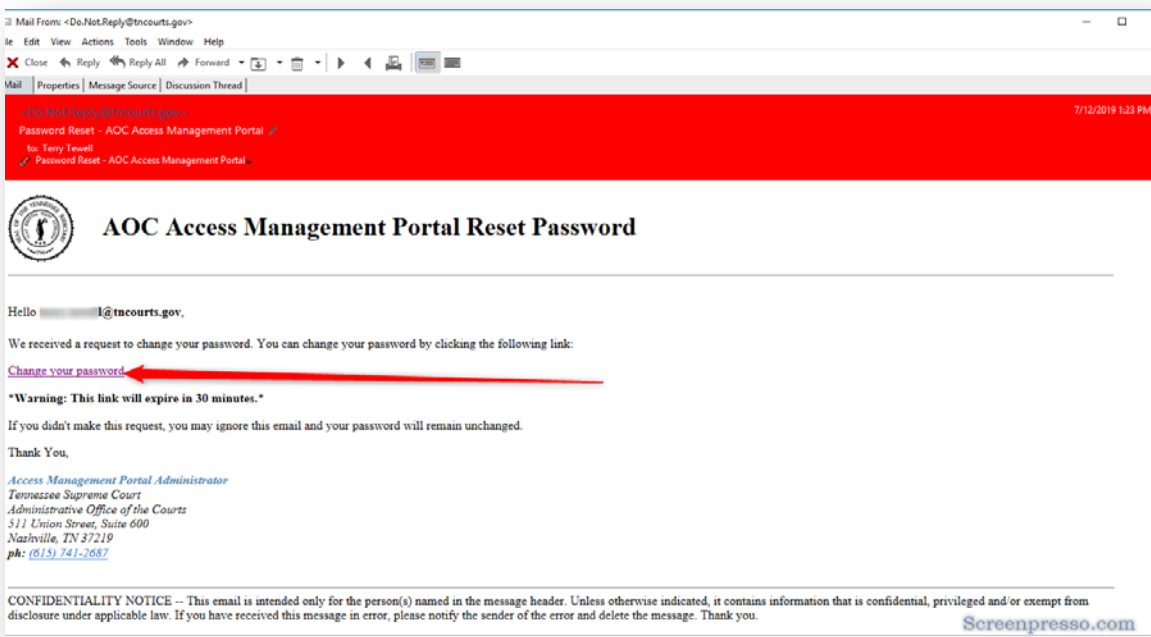 Mail From: <Do.Not.Reply@tncourts.gov>
le Edit View Actions Tools Window Help
Close Reply Reply All Forward
Mail Properties Message Source Discussion Thread
<Do.Not.Reply@tncourts.gov>
7/12/2019 1:23 PM
Password Reset - AOC Access Management Portal
to: Terry Tewell
Password Reset - AOC Access Management Portal
AOC Access Management Portal Reset Password
Hello l@tncourts.gov,
We received a request to change your password. You can change your password by clicking the following link:
Change your password
*Warning: This link will expire in 30 minutes.*
If you didn't make this request, you may ignore this email and your password will remain unchanged.
Thank You,
Access Management Portal Administrator
Tennessee Supreme Court
Administrative Office of the Courts
511 Union Street, Suite 600
Nashville, TN 37219
ph: (615) 741-2687
CONFIDENTIALITY NOTICE -- This email is intended only for the person(s) named in the message header. Unless otherwise indicated, it contains information that is confidential, privileged and/or exempt from
disclosure under applicable law. If you have received this message in error, please notify the sender of the error and delete the message. Thank you.
Screenpresso.com